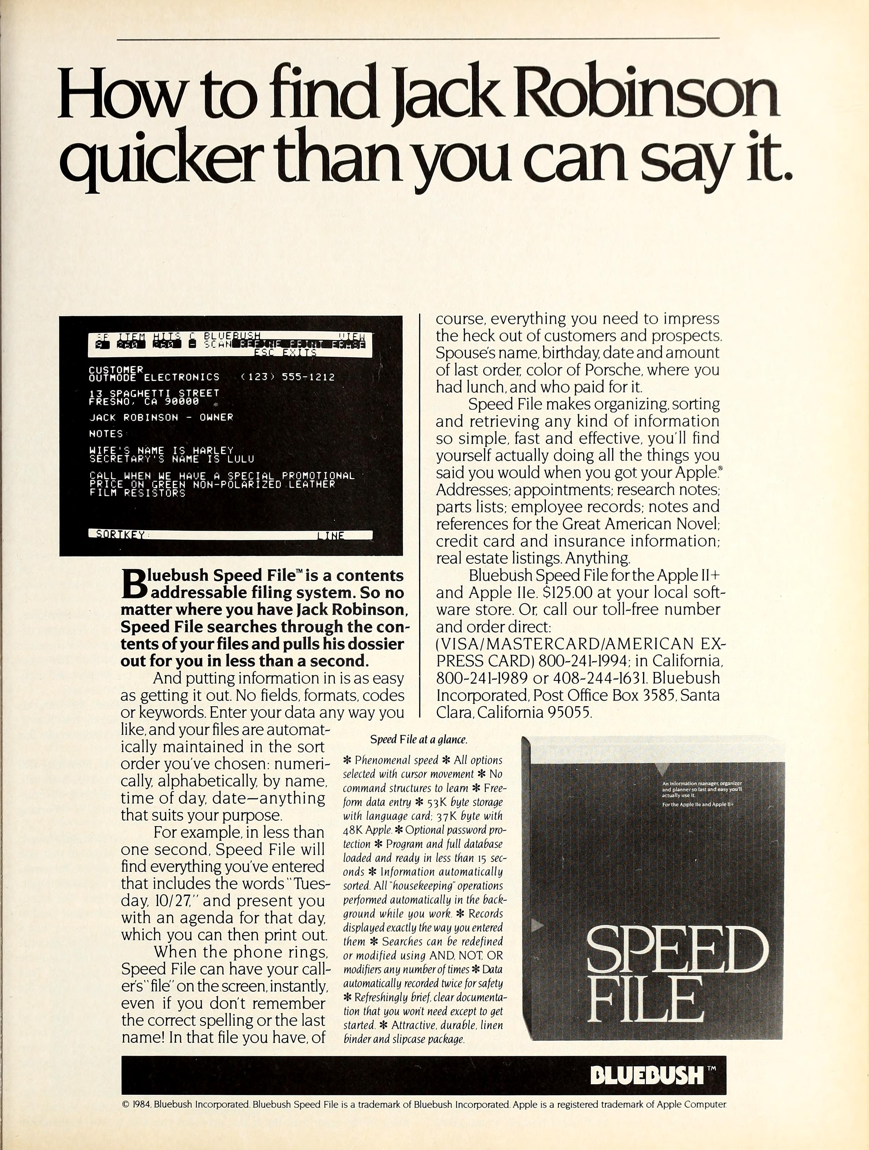 How to find Jack Robinson
quicker than you can say it.
ITEM HITS C BLUEBUSH VIEW
SCAN REFINE PRINT ERASE
ESC EXITS
CUSTOMER
OUTMODE ELECTRONICS (123) 555-1212
13 SPAGHETTI STREET
FRESNO, CA 90000
JACK ROBINSON - OWNER
NOTES:
WIFE'S NAME IS HARLEY
SECRETARY'S NAME IS LULU
CALL WHEN WE HAVE A SPECIAL PROMOTIONAL
PRICE ON GREEN NON-POLARIZED LEATHER
FILM RESISTORS
SORTKEY: LINE
Bluebush Speed File™ is a contents
addressable filing system. So no
matter where you have Jack Robinson,
Speed File searches through the con-
tents of your files and pulls his dossier
out for you in less than a second.
And putting information in is as easy
as getting it out. No fields, formats, codes
or keywords. Enter your data any way you
like, and your files are automat-
ically maintained in the sort
order you've chosen: numeri-
cally, alphabetically, by name,
time of day, date—anything
that suits your purpose.
For example, in less than
one second, Speed File will
find everything you've entered
that includes the words "Tues-
day, 10/27," and present you
with an agenda for that day,
which you can then print out.
When the phone rings,
Speed File can have your call-
er's "file" on the screen, instantly,
even if you don't remember
the correct spelling or the last
name! In that file you have, of
course, everything you need to impress
the heck out of customers and prospects.
Spouse's name, birthday, date and amount
of last order, color of Porsche, where you
had lunch, and who paid for it.
Speed File makes organizing, sorting
and retrieving any kind of information
so simple, fast and effective, you'll find
yourself actually doing all the things you
said you would when you got your Apple.®
Addresses; appointments; research notes;
parts lists; employee records; notes and
references for the Great American Novel;
credit card and insurance information;
real estate listings. Anything.
Bluebush Speed File for the Apple II+
and Apple IIe. $125.00 at your local soft-
ware store. Or, call our toll-free number
and order direct:
(VISA/MASTERCARD/AMERICAN EX-
PRESS CARD) 800-241-1994; in California,
800-241-1989 or 408-244-1631. Bluebush
Incorporated, Post Office Box 3585, Santa
Clara, California 95055.
Speed File at a glance.
✻ Phenomenal speed ✻ All options
selected with cursor movement ✻ No
command structures to learn ✻ Free-
form data entry ✻ 53K byte storage
with language card; 37K byte with
48K Apple. ✻ Optional password pro-
tection ✻ Program and full database
loaded and ready in less than 15 sec-
onds ✻ Information automatically
sorted. All "housekeeping" operations
performed automatically in the back-
ground while you work. ✻ Records
displayed exactly the way you entered
them ✻ Searches can be redefined
or modified using AND, NOT, OR
modifiers any number of times ✻ Data
automatically recorded twice for safety
✻ Refreshingly brief, clear documenta-
tion that you won't need except to get
started. ✻ Attractive, durable, linen
binder and slipcase package.
An information manager, organizer
and planner so fast and easy you'll
actually use it.
For the Apple IIe and Apple II+
SPEED
FILE
BLUEBUSH™
© 1984. Bluebush Incorporated. Bluebush Speed File is a trademark of Bluebush Incorporated. Apple is a registered trademark of Apple Computer.